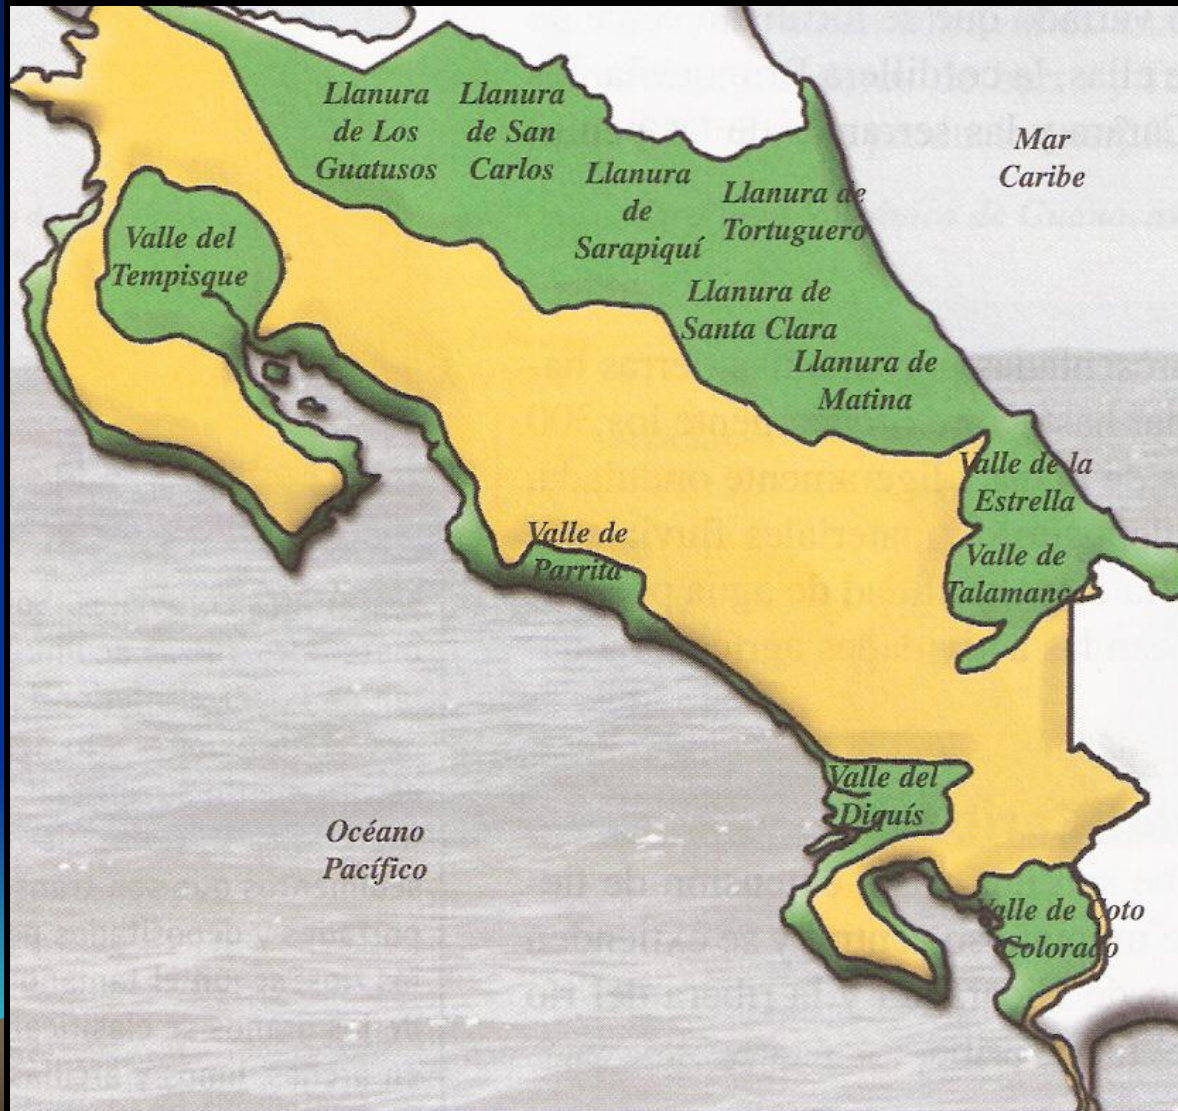 Llanura
de Los
Guatusos
Llanura
de San
Carlos
Llanura
de
Sarapiquí
Llanura de
Tortuguero
Mar
Caribe
Valle del
Tempisque
Llanura de
Santa Clara
Llanura de
Matina
Valle de la
Estrella
Valle de
Talamanca
Valle de
Parrita
Valle del
Diquís
Océano
Pacífico
Valle de Coto
Colorado